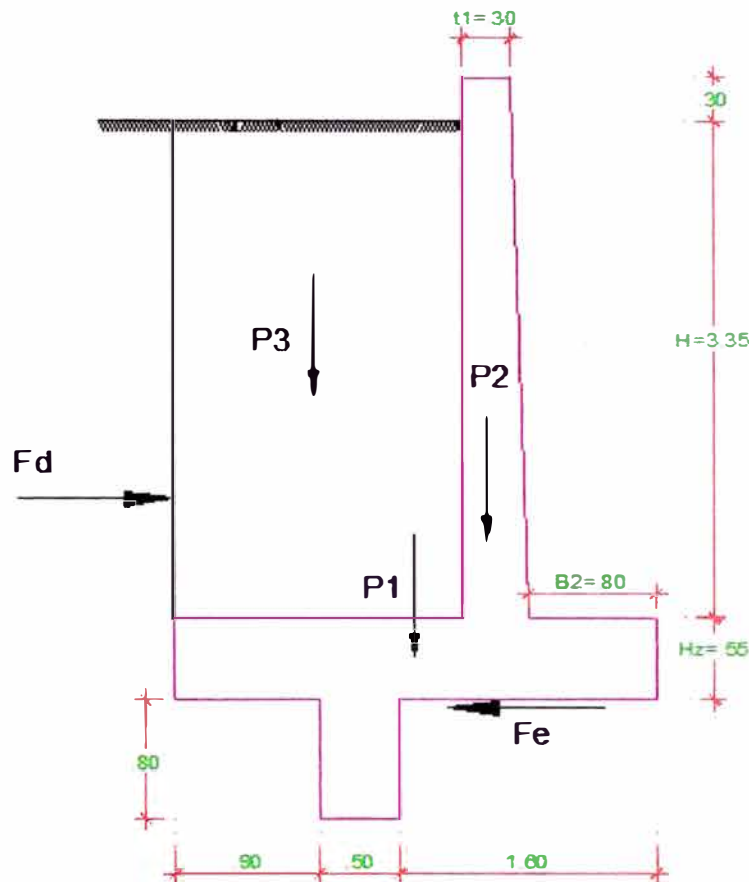 t1= 30
30
P3
H=3.35
P2
Fd
B2= 80
P1
Hz= .55
Fe
80
.90
.50
1.60